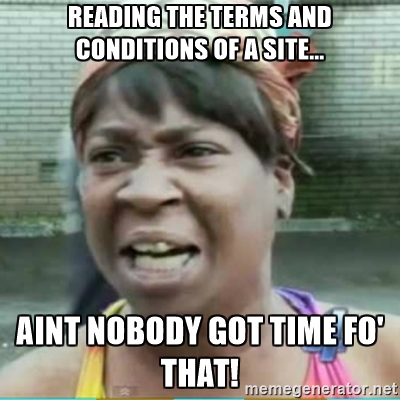 READING THE TERMS AND
CONDITIONS OF A SITE...
AINT NOBODY GOT TIME FO'
THAT!
memegenerator.net